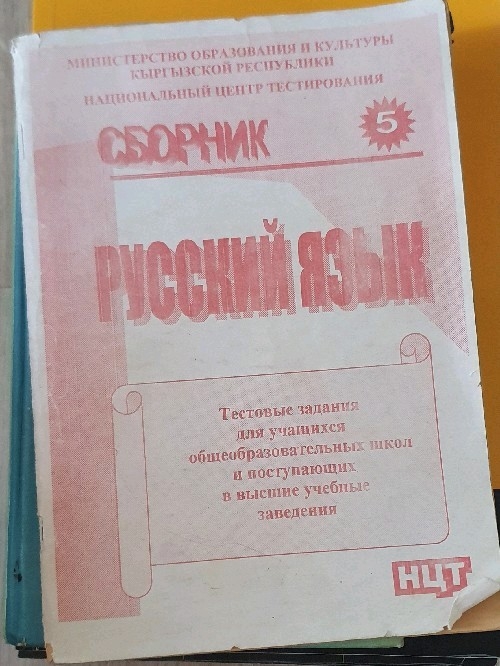 МИНИСТЕРСТВО ОБРАЗОВАНИЯ И КУЛЬТУРЫ
КЫРГЫЗСКОЙ РЕСПУБЛИКИ
НАЦИОНАЛЬНЫЙ ЦЕНТР ТЕСТИРОВАНИЯ
СБОРНИК
5
РУССКИЙ ЯЗЫК
Тестовые задания
для учащихся
общеобразовательных школ
и поступающих
в высшие учебные
заведения
НЦТ